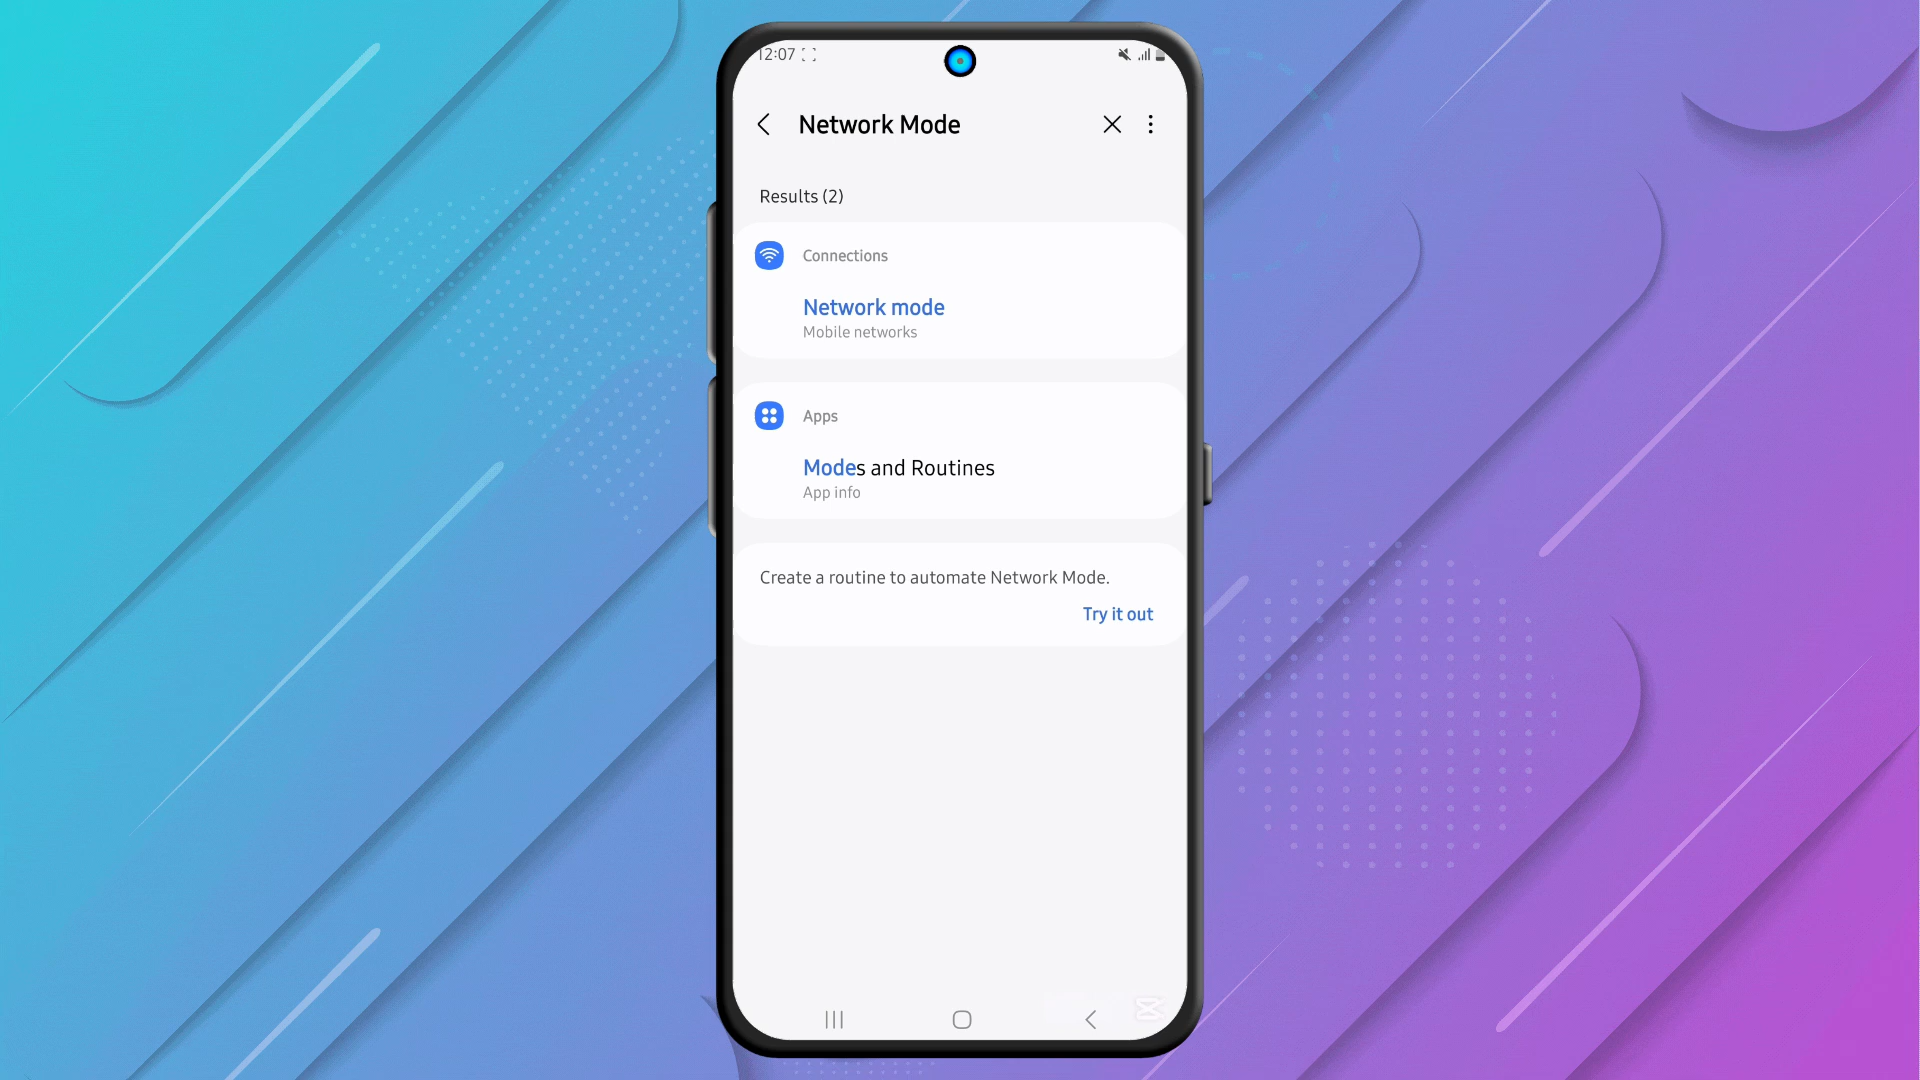 12:07
Network Mode
Results (2)
Connections
Network mode
Mobile networks
Apps
Modes and Routines
App info
Create a routine to automate Network Mode.
Try it out